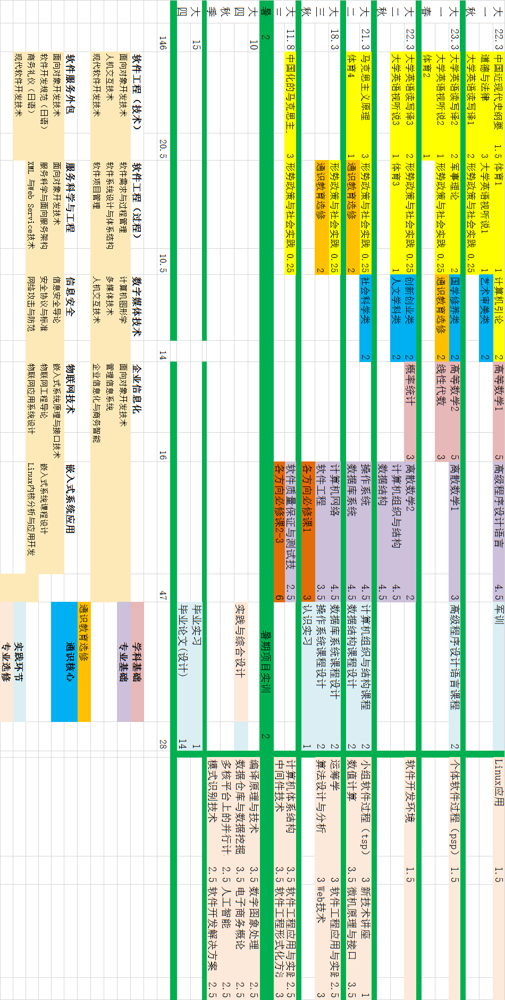 大 22.3 中国近现代史纲要 1.5 体育1 1 计算机引论 2 高等数学1 5 高级程序设计语言 4.5 军训 Linux应用 1.5
一 道德与法律 3 大学英语视听说1 1 艺术审美类 2
秋 大学英语读写译1 2 形势政策与社会实践 0.25
大 23.3 大学英语读写译2 2 军事理论 2 国学修养类 2 高等数学2 5 离散数学1 3 高级程序设计语言课程 2 个体软件过程（psp） 1.5
一 大学英语视听说2 1 形势政策与社会实践 0.25 通识教育选修 2 线性代数 3
春 体育2 1
大 22.3 大学英语读写译3 2 形势政策与社会实践 0.25 创新创业类 2 概率统计 3 离散数学2 2 软件开发环境 1.5
二 大学英语视听说3 1 体育3 1 人文学科类 2 计算机组织与结构 4.5
秋 数据结构 4.5
大 21.3 马克思主义原理 3 形势政策与社会实践 0.25 社会科学类 2 操作系统 4.5 计算机组织与结构课程 2 小组软件过程（tsp） 3 新技术讲座 1
二 体育4 1 通识教育选修 2 数据库系统 4.5 数据结构课程设计 2 数值计算 3.5 微机原理与接口 3.5
大 18.3 形势政策与社会实践 0.25 计算机网络 4.5 数据库系统课程设计 2 运筹学 3 软件工程应用与实践 2.5
三 通识教育选修 2 软件工程 3.5 操作系统课程设计 2 算法设计与分析 3 Web技术 3
秋 各方向必修课1 3 认识实习 1
大 11.8 中国化的马克思主 3 形势政策与社会实践 0.25 软件质量保证与测试技 2.5 计算机体系结构 3.5 软件工程应用与实践 2.5
三 各方向必修课2-3 6 中间件技术 3.5 软件工程形式化方法 3
暑 2 暑期项目实训 2
大 10 编译原理与技术 3.5 数字图象处理 2.5
四 实践与综合设计 数据仓库与数据挖掘 3.5 电子商务概论 2.5
秋 多核平台上的并行计 2.5 人工智能 2.5
季 模式识别技术 2.5 软件开发解决方案 2.5
大 15 毕业实习 1
四 毕业论文(设计) 14
146 20.5 10.5 14 16 47 28
软件工程（技术） 软件工程（过程） 数字媒体技术 企业信息化 学科基础
面向对象开发技术 软件需求与过程管理 计算机图形学 面向对象开发技术 专业基础
人机交互技术 软件系统设计与体系结构 多媒体技术 管理信息系统
现代软件开发技术 软件项目管理 人机交互技术 企业信息化与商务智能
通识教育选修
软件服务外包 服务科学与工程 信息安全 物联网技术 嵌入式系统应用 通识核心
面向对象开发技术 面向对象开发技术 信息安全导论 嵌入式系统原理与接口技术
软件开发规范（日语） 服务科学与面向服务架构 安全协议与标准 物联网工程导论 嵌入式系统课程设计
商务礼仪（日语） XML 与Web Service技术 网络攻击与防范 物联网应用系统设计 Linux内核分析与应用开发
现代软件开发技术 实践环节
专业选修